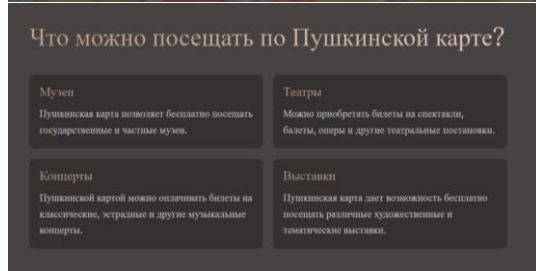 Что можно посещать по Пушкинской карте?
Музеи
Пушкинская карта позволяет бесплатно посещать
государственные и частные музеи.
Театры
Можно приобретать билеты на спектакли,
балеты, оперы и другие театральные постановки.
Концерты
Пушкинской картой можно оплачивать билеты на
классические, эстрадные и другие музыкальные
концерты.
Выставки
Пушкинская карта дает возможность бесплатно
посещать различные художественные и
тематические выставки.